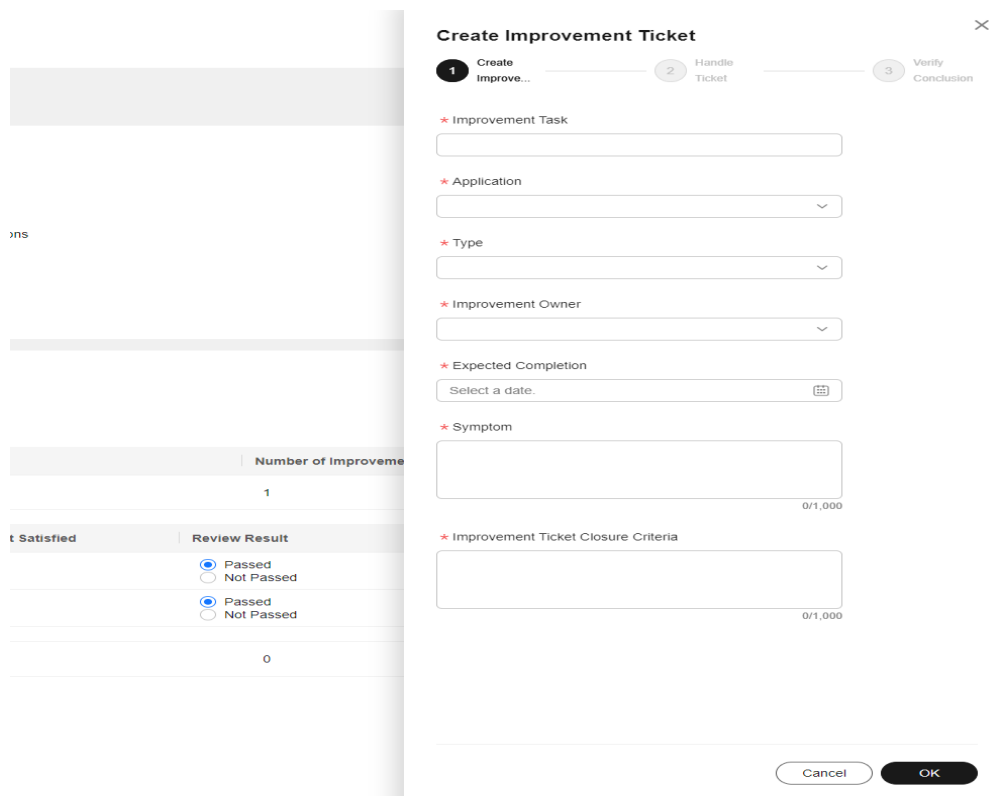 Create Improvement Ticket
1
Create
Improve...
2
Handle
Ticket
3
Verify
Conclusion
* Improvement Task
* Application
* Type
* Improvement Owner
* Expected Completion
Select a date.
* Symptom
0/1,000
* Improvement Ticket Closure Criteria
0/1,000
Cancel
OK
ons
Number of Improveme
1
t Satisfied
Review Result
Passed
Not Passed
Passed
Not Passed
0